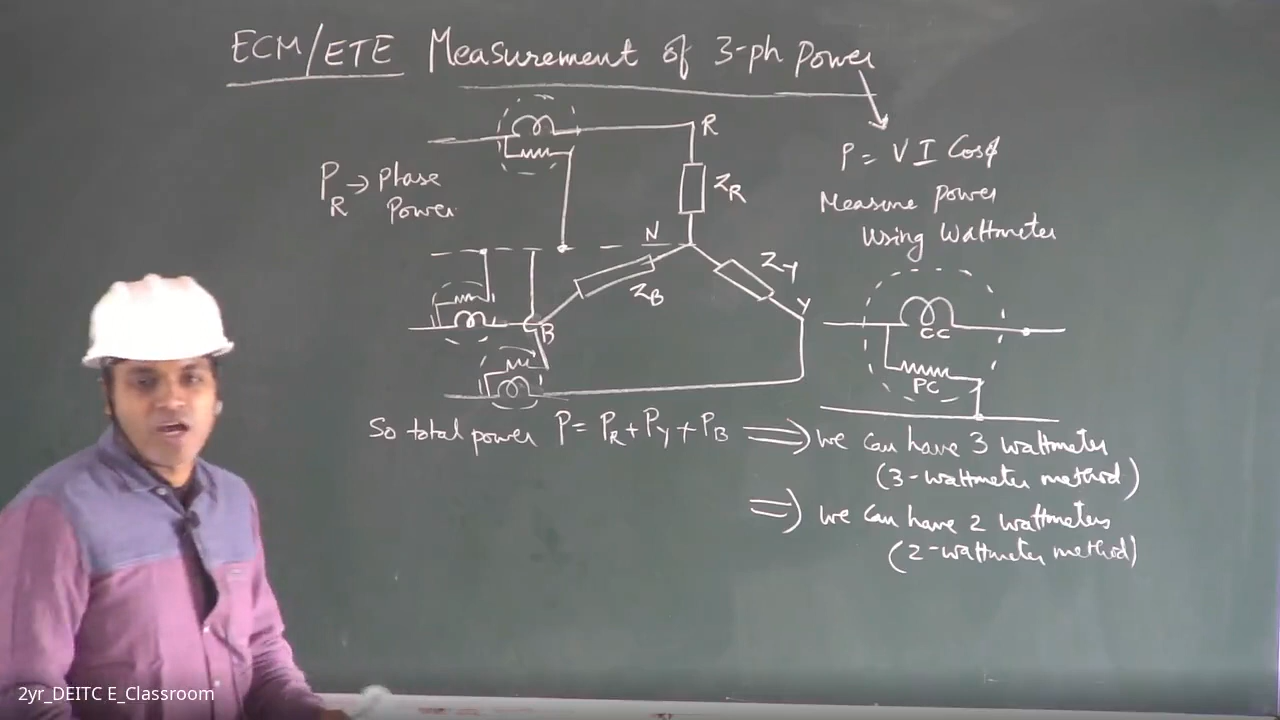 ECM/ETE Measurement of 3-ph Power
R
P = V I Cosφ
P_R → Phase
Power
Z_R
Measure power
Using Wattmeter
N
Z_Y
Z_B
Y
B
CC
PC
So total power P = P_R + P_Y + P_B ⇒ we can have 3 wattmeter
(3-wattmeter method)
⇒ we can have 2 wattmeters
(2-wattmeter method)
2yr_DEITC E_Classroom